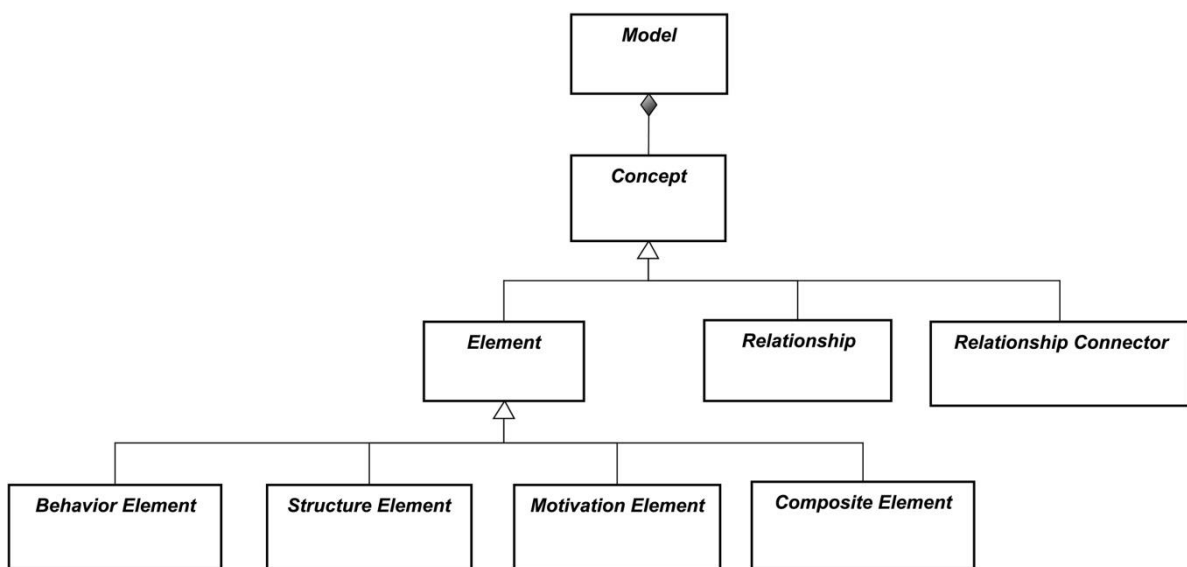 Model
Concept
Element
Relationship
Relationship Connector
Behavior Element
Structure Element
Motivation Element
Composite Element